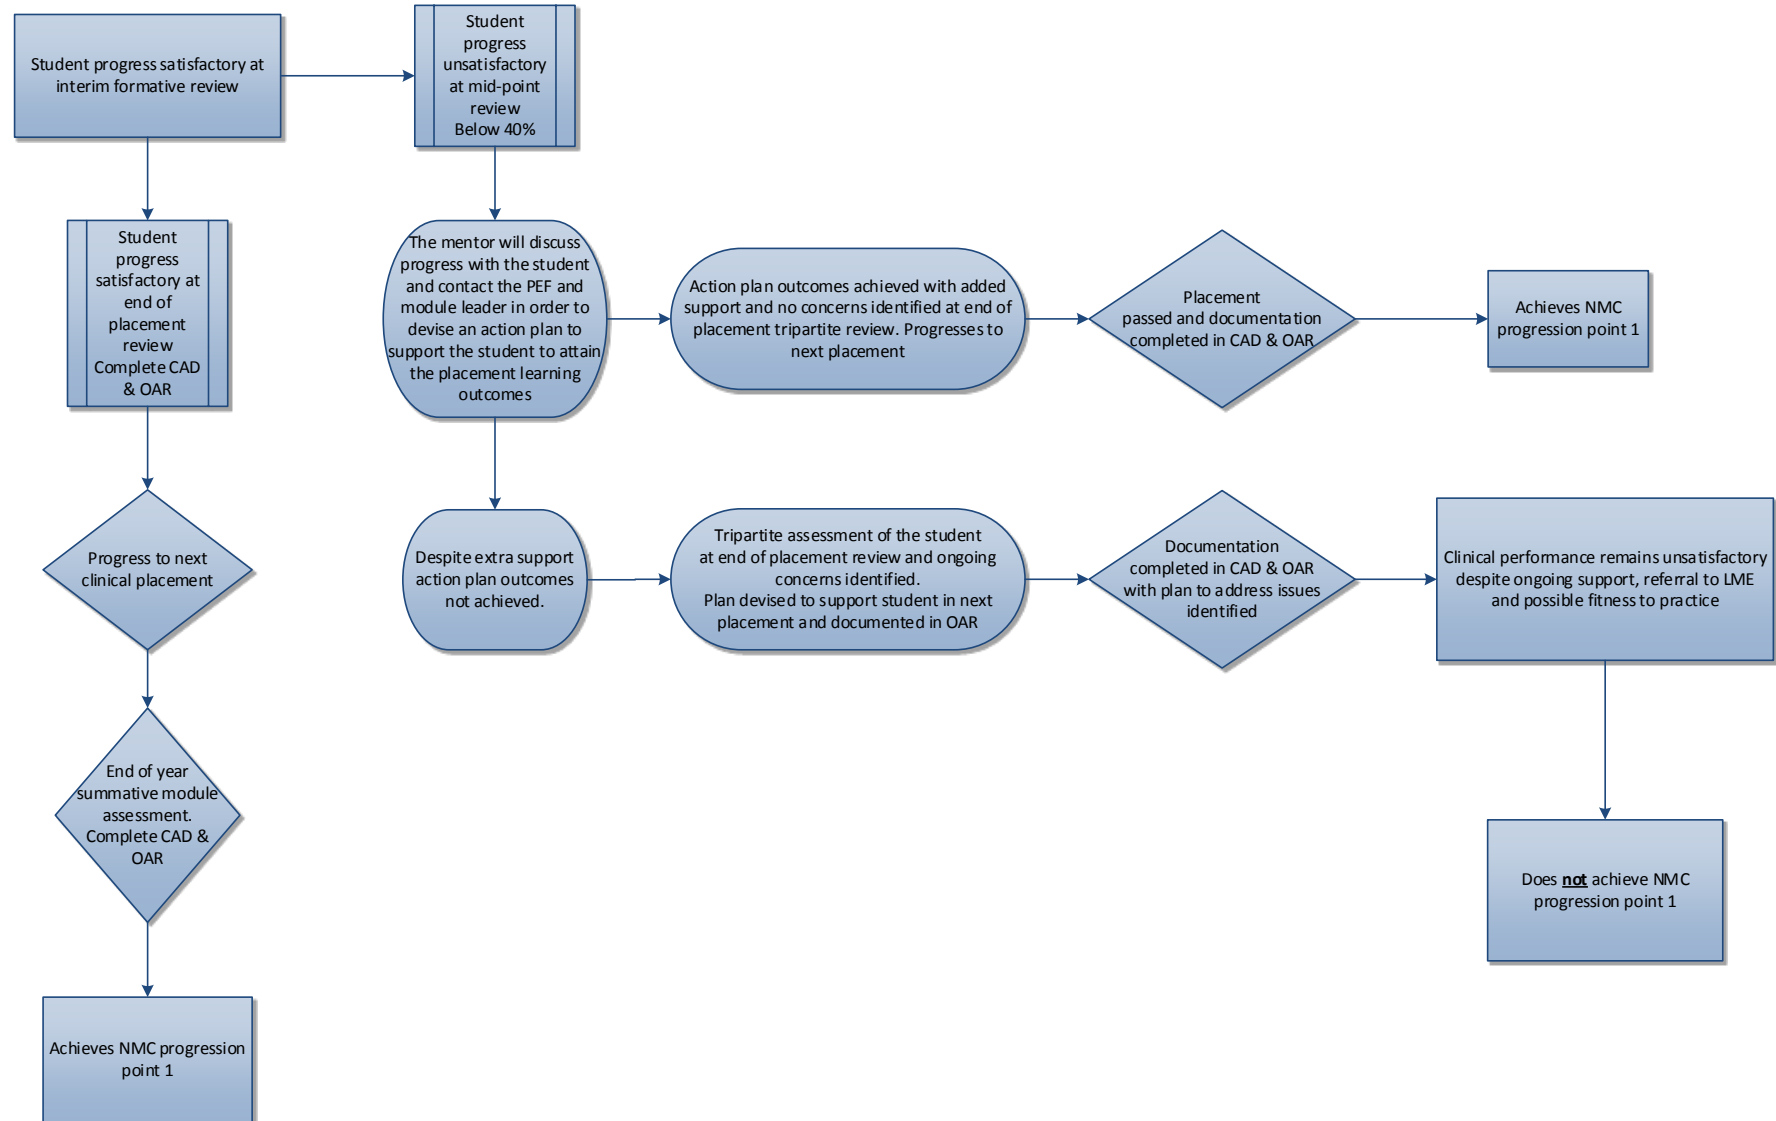 Student progress satisfactory at
interim formative review
Student
progress
unsatisfactory
at mid-point
review
Below 40%
Student
progress
satisfactory at
end of
placement
review
Complete CAD
& OAR
The mentor will discuss
progress with the student
and contact the PEF and
module leader in order to
devise an action plan to
support the student to attain
the placement learning
outcomes
Action plan outcomes achieved with added
support and no concerns identified at end of
placement tripartite review. Progresses to
next placement
Placement
passed and documentation
completed in CAD & OAR
Achieves NMC
progression point 1
Progress to next
clinical placement
Despite extra support
action plan outcomes
not achieved.
Tripartite assessment of the student
at end of placement review and ongoing
concerns identified.
Plan devised to support student in next
placement and documented in OAR
Documentation
completed in CAD & OAR
with plan to address issues
identified
Clinical performance remains unsatisfactory
despite ongoing support, referral to LME
and possible fitness to practice
End of year
summative module
assessment.
Complete CAD &
OAR
Does not achieve NMC
progression point 1
Achieves NMC progression
point 1